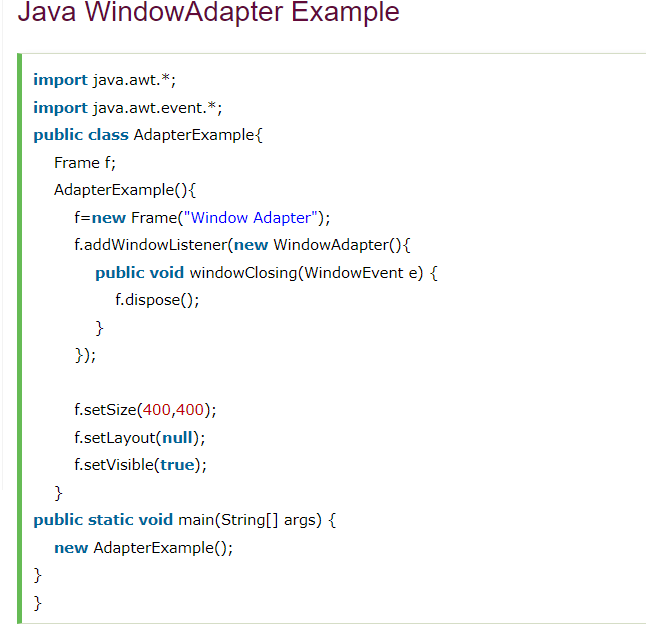 Java WindowAdapter Example
import java.awt.*;
import java.awt.event.*;
public class AdapterExample{
Frame f;
AdapterExample(){
f=new Frame("Window Adapter");
f.addWindowListener(new WindowAdapter(){
public void windowClosing(WindowEvent e) {
f.dispose();
}
});
f.setSize(400,400);
f.setLayout(null);
f.setVisible(true);
}
public static void main(String[] args) {
new AdapterExample();
}
}